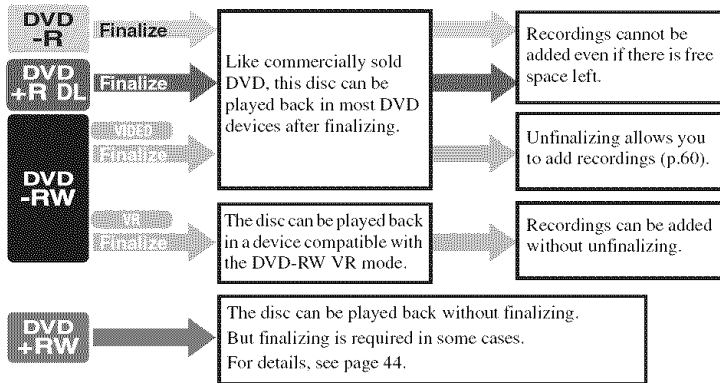 DVD
-R
Finalize
Like commercially sold
DVD, this disc can be
played back in most DVD
devices after finalizing.
Recordings cannot be
added even if there is free
space left.
DVD
+R DL
Finalize
DVD
-RW
VIDEO
Finalize
Unfinalizing allows you
to add recordings (p.60).
VR
Finalize
The disc can be played back
in a device compatible with
the DVD-RW VR mode.
Recordings can be added
without unfinalizing.
DVD
+RW
The disc can be played back without finalizing.
But finalizing is required in some cases.
For details, see page 44.